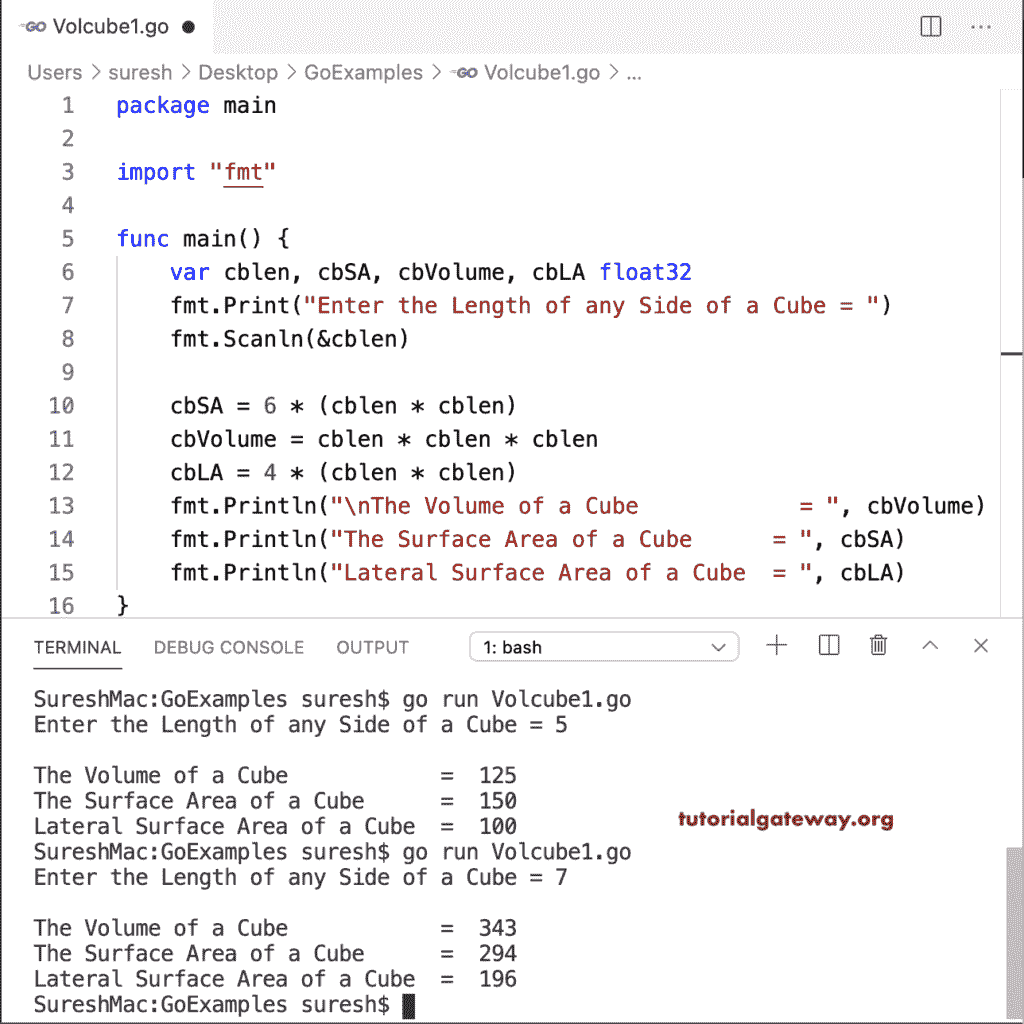 GO Volcube1.go ●
Users > suresh > Desktop > GoExamples > GO Volcube1.go > ...
1 package main
2
3 import "fmt"
4
5 func main() {
6     var cblen, cbSA, cbVolume, cbLA float32
7     fmt.Print("Enter the Length of any Side of a Cube = ")
8     fmt.Scanln(&cblen)
9
10     cbSA = 6 * (cblen * cblen)
11     cbVolume = cblen * cblen * cblen
12     cbLA = 4 * (cblen * cblen)
13     fmt.Println("\nThe Volume of a Cube            = ", cbVolume)
14     fmt.Println("The Surface Area of a Cube      = ", cbSA)
15     fmt.Println("Lateral Surface Area of a Cube  = ", cbLA)
16 }
TERMINAL DEBUG CONSOLE OUTPUT 1: bash
SureshMac:GoExamples suresh$ go run Volcube1.go
Enter the Length of any Side of a Cube = 5
The Volume of a Cube            =  125
The Surface Area of a Cube      =  150
Lateral Surface Area of a Cube  =  100
tutorialgateway.org
SureshMac:GoExamples suresh$ go run Volcube1.go
Enter the Length of any Side of a Cube = 7
The Volume of a Cube            =  343
The Surface Area of a Cube      =  294
Lateral Surface Area of a Cube  =  196
SureshMac:GoExamples suresh$